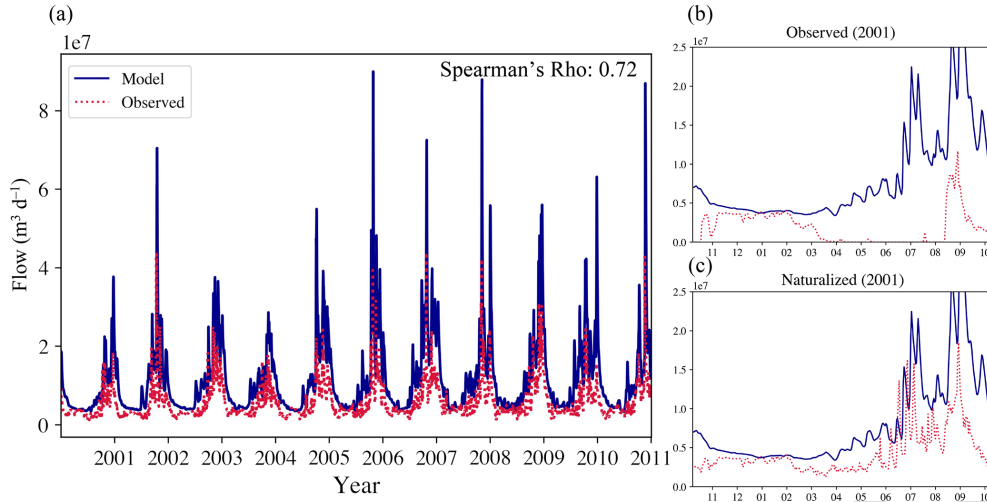 (a)
1e7
Spearman's Rho: 0.72
Model
Observed
8
6
4
2
0
Flow (m³ d⁻¹)
2001 2002 2003 2004 2005 2006 2007 2008 2009 2010 2011
Year
(b)
Observed (2001)
1e7
2.5
2.0
1.5
1.0
0.5
0.0
11 12 01 02 03 04 05 06 07 08 09 10
(c)
Naturalized (2001)
1e7
2.5
2.0
1.5
1.0
0.5
0.0
11 12 01 02 03 04 05 06 07 08 09 10